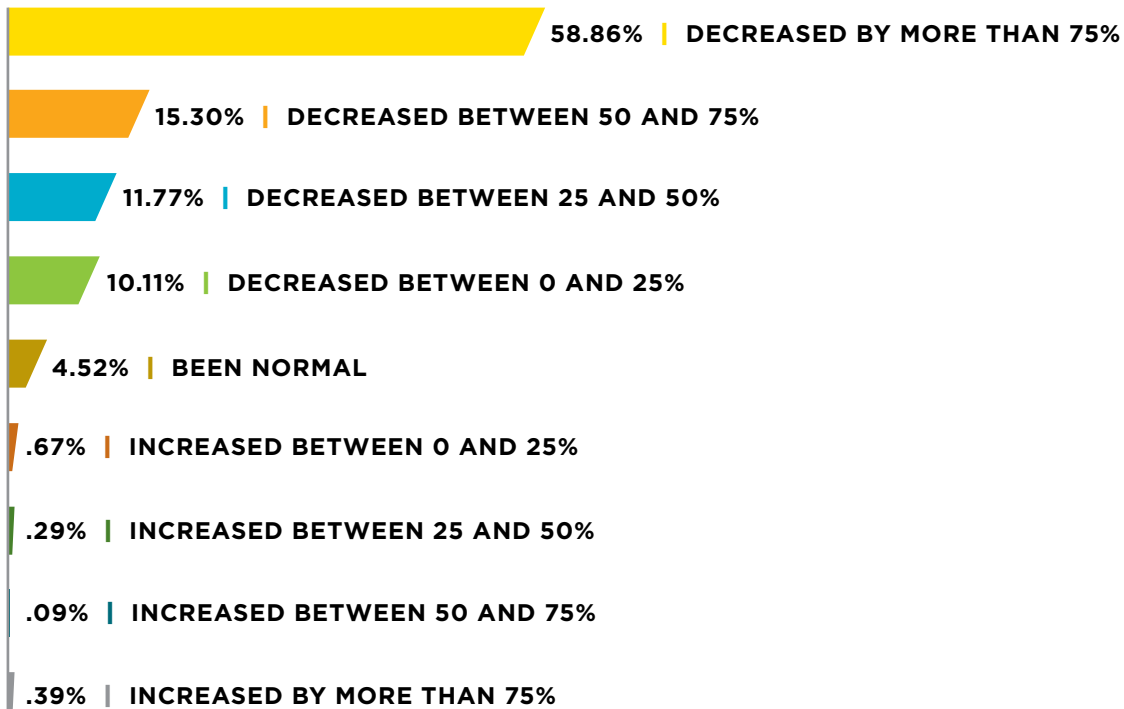 58.86% | DECREASED BY MORE THAN 75%
15.30% | DECREASED BETWEEN 50 AND 75%
11.77% | DECREASED BETWEEN 25 AND 50%
10.11% | DECREASED BETWEEN 0 AND 25%
4.52% | BEEN NORMAL
.67% | INCREASED BETWEEN 0 AND 25%
.29% | INCREASED BETWEEN 25 AND 50%
.09% | INCREASED BETWEEN 50 AND 75%
.39% | INCREASED BY MORE THAN 75%